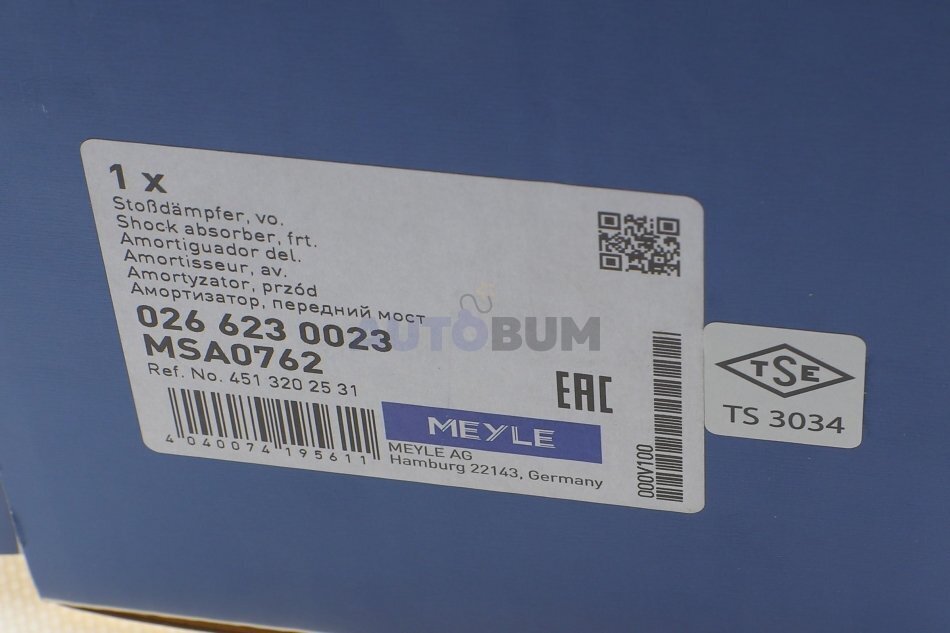 1 x
Stoßdämpfer, vo.
Shock absorber, frt.
Amortiguador del.
Amortisseur, av.
Amortyzator, przód
Амортизатор, передний мост
026 623 0023
MSA0762
Ref. No. 451 320 25 31
4 040074 195611
EAC
MEYLE
MEYLE AG
Hamburg 22143, Germany
000V100
TSE
TS 3034
AUTOBUM